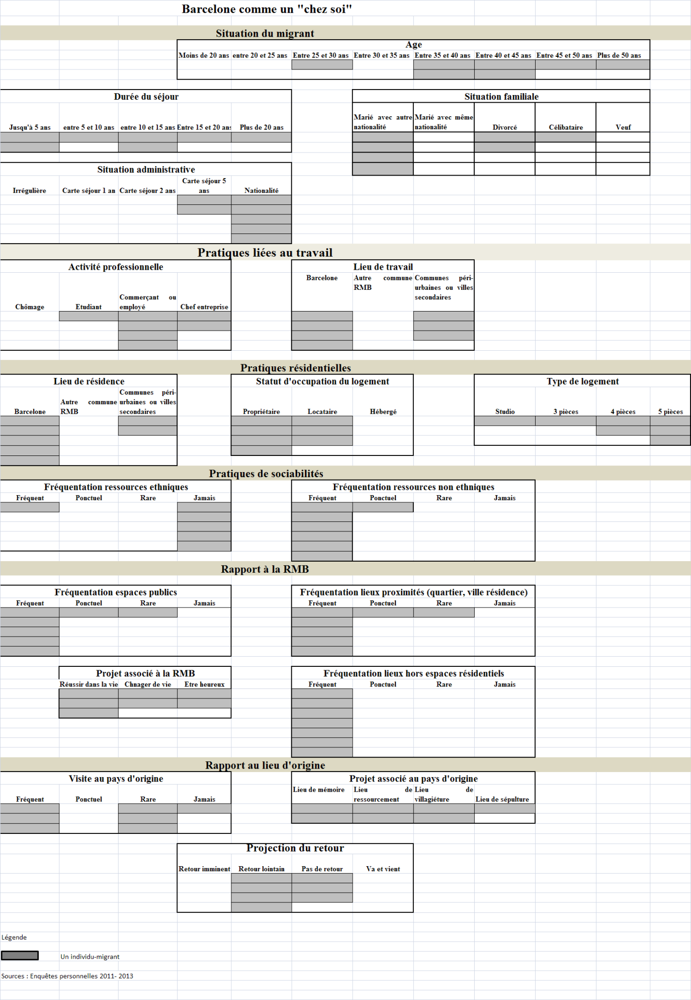 Barcelone comme un "chez soi"
Situation du migrant
Age
Moins de 20 ans entre 20 et 25 ans Entre 25 et 30 ans Entre 30 et 35 ans Entre 35 et 40 ans Entre 40 et 45 ans Entre 45 et 50 ans Plus de 50 ans
Durée du séjour
Jusqu'à 5 ans entre 5 et 10 ans entre 10 et 15 ans Entre 15 et 20 ans Plus de 20 ans
Situation familiale
Marié avec autre nationalité
Marié avec même nationalité
Divorcé Célibataire Veuf
Situation administrative
Irrégulière Carte séjour 1 an Carte séjour 2 ans
Carte séjour 5 ans
Nationalité
Pratiques liées au travail
Activité professionnelle
Chômage Etudiant
Commerçant ou employé
Chef entreprise
Lieu de travail
Barcelone
Autre commune RMB
Communes péri-urbaines ou villes secondaires
Pratiques résidentielles
Lieu de résidence
Barcelone
Autre commune RMB
Communes péri-urbaines ou villes secondaires
Statut d'occupation du logement
Propriétaire Locataire Hébergé
Type de logement
Studio 3 pièces 4 pièces 5 pièces
Pratiques de sociabilités
Fréquentation ressources ethniques
Fréquent Ponctuel Rare Jamais
Fréquentation ressources non ethniques
Fréquent Ponctuel Rare Jamais
Rapport à la RMB
Fréquentation espaces publics
Fréquent Ponctuel Rare Jamais
Fréquentation lieux proximités (quartier, ville résidence)
Fréquent Ponctuel Rare Jamais
Projet associé à la RMB
Réussir dans la vie Chnager de vie Etre heureux
Fréquentation lieux hors espaces résidentiels
Fréquent Ponctuel Rare Jamais
Rapport au lieu d'origine
Visite au pays d'origine
Fréquent Ponctuel Rare Jamais
Projet associé au pays d'origine
Lieu de mémoire
Lieu de ressourcement
Lieu de villagiéture
Lieu de sépulture
Projection du retour
Retour imminent Retour lointain Pas de retour Va et vient
Légende
Un individu-migrant
Sources : Enquêtes personnelles 2011- 2013